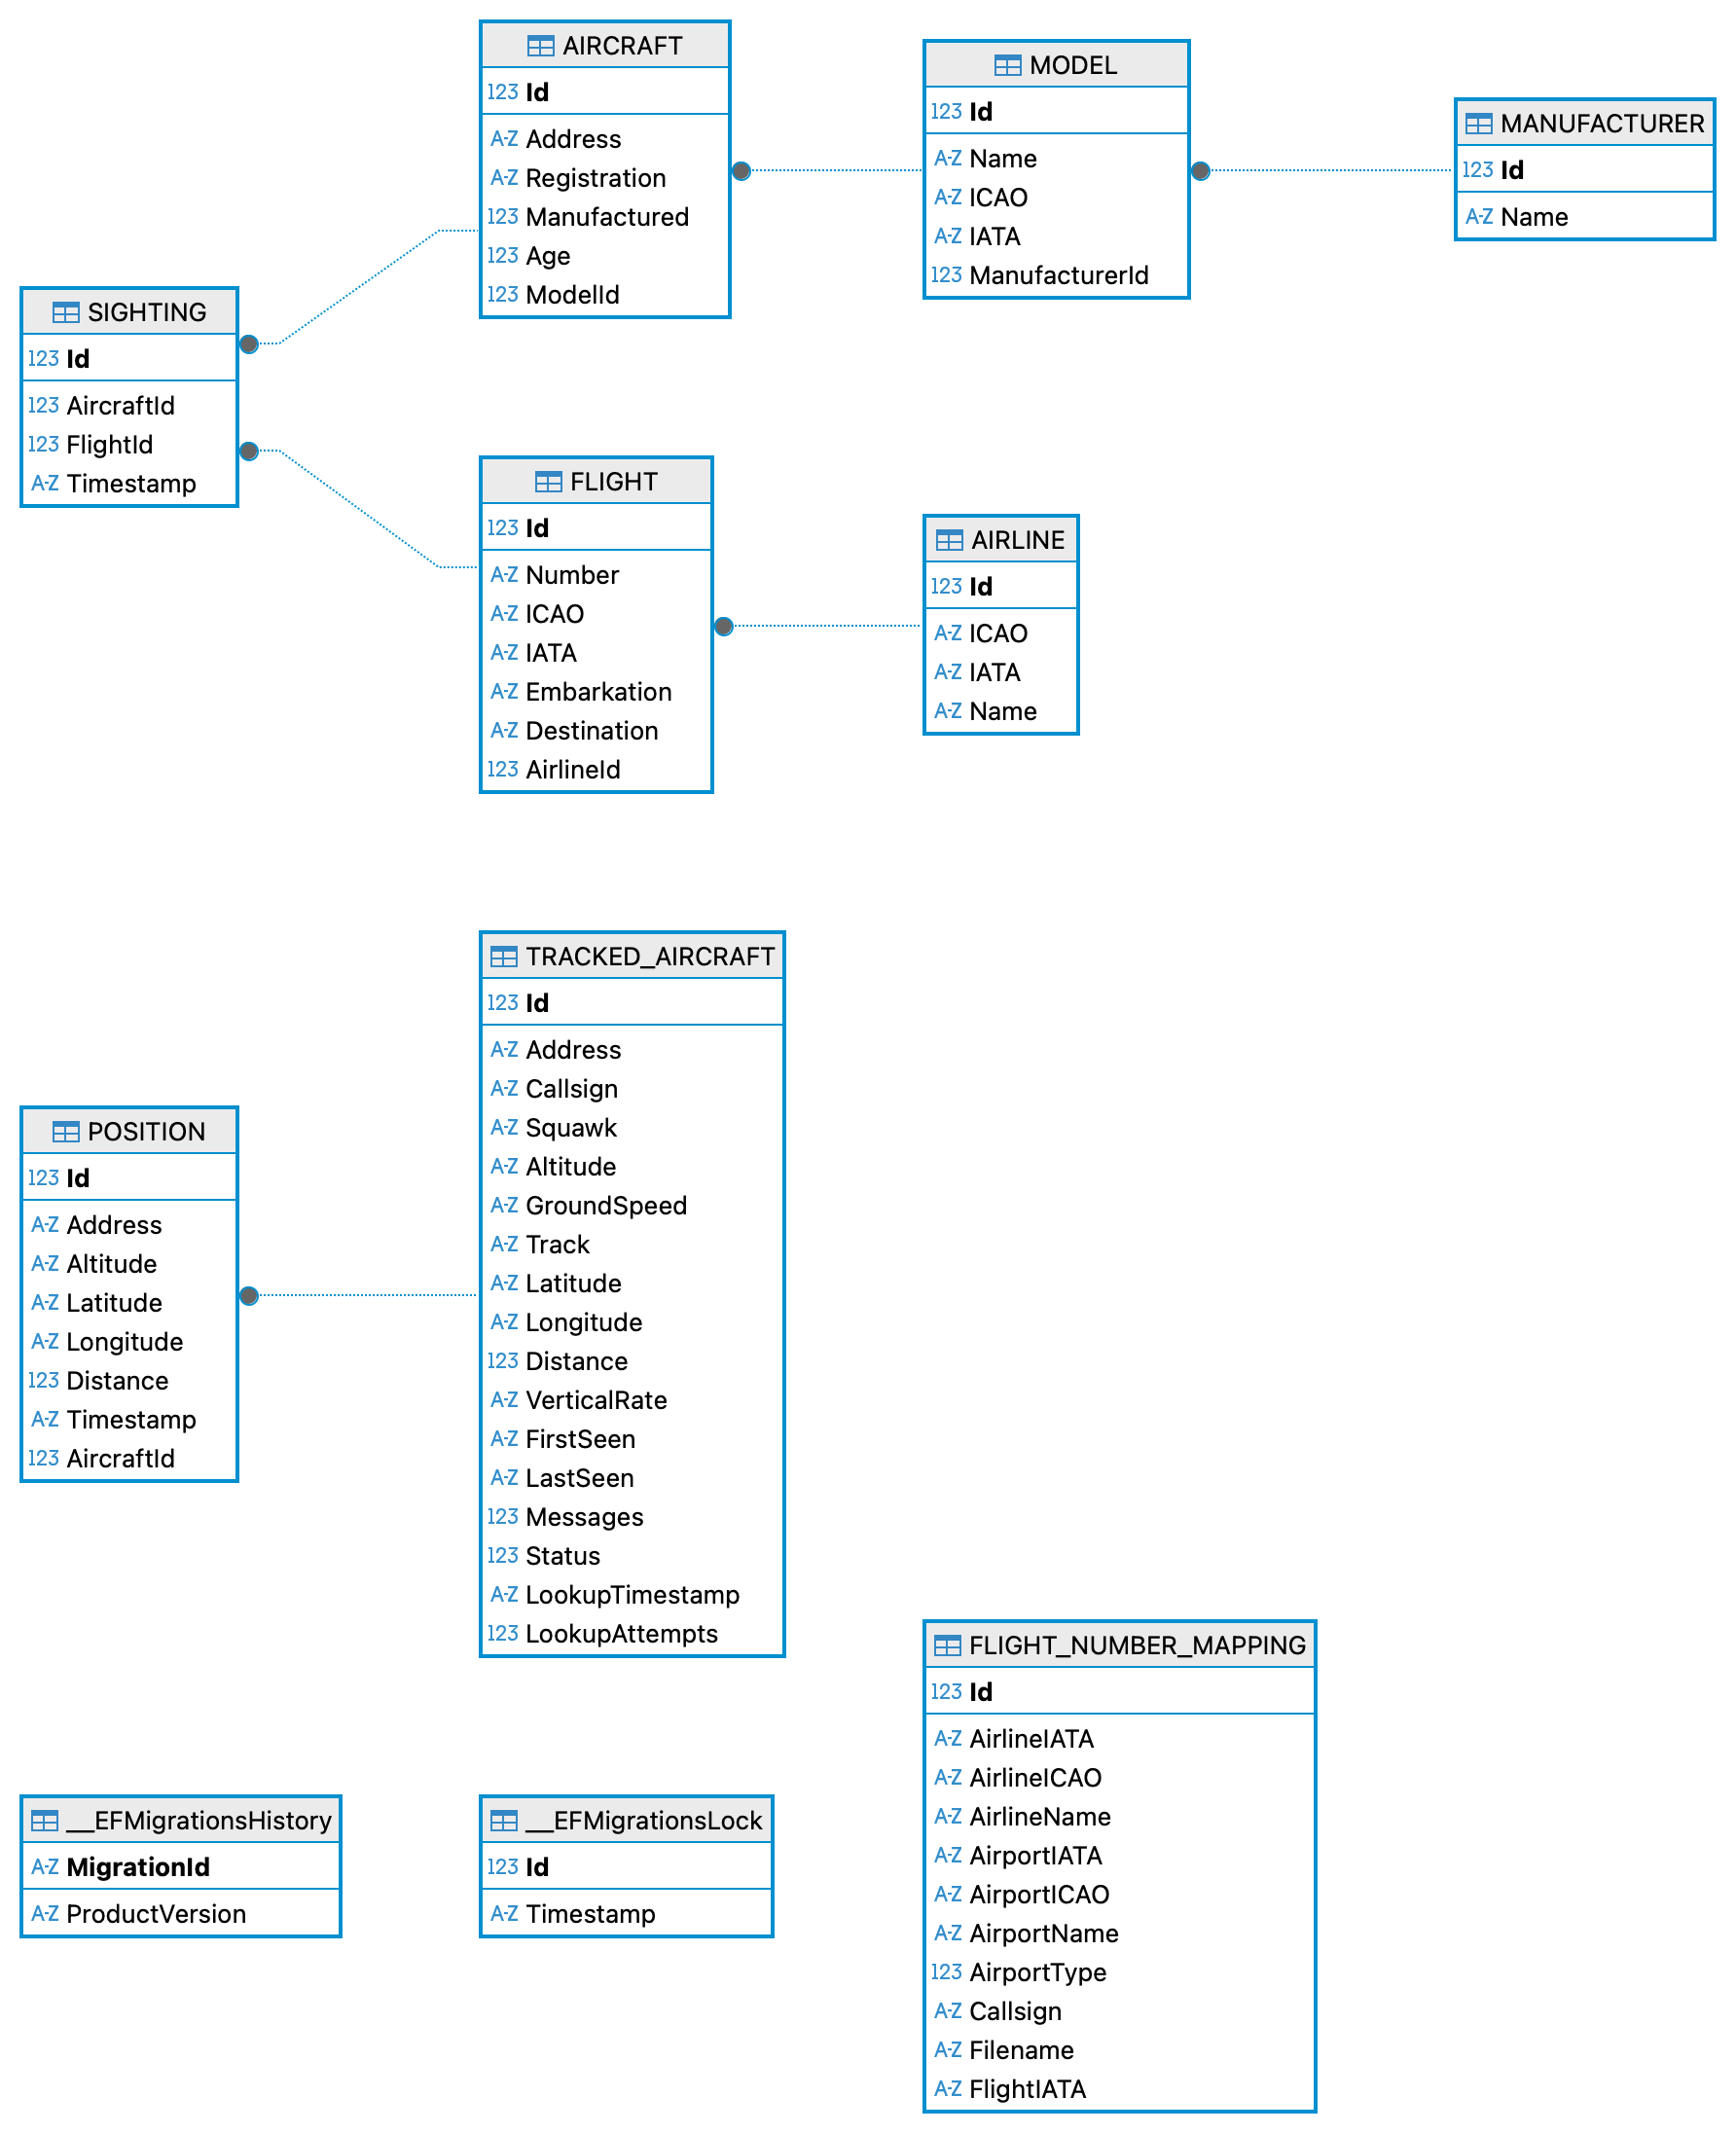 AIRCRAFT
123 Id
A-Z Address
A-Z Registration
123 Manufactured
123 Age
123 ModelId
MODEL
123 Id
A-Z Name
A-Z ICAO
A-Z IATA
123 ManufacturerId
MANUFACTURER
123 Id
A-Z Name
SIGHTING
123 Id
123 AircraftId
123 FlightId
A-Z Timestamp
FLIGHT
123 Id
A-Z Number
A-Z ICAO
A-Z IATA
A-Z Embarkation
A-Z Destination
123 AirlineId
AIRLINE
123 Id
A-Z ICAO
A-Z IATA
A-Z Name
TRACKED_AIRCRAFT
123 Id
A-Z Address
A-Z Callsign
A-Z Squawk
A-Z Altitude
A-Z GroundSpeed
A-Z Track
A-Z Latitude
A-Z Longitude
123 Distance
A-Z VerticalRate
A-Z FirstSeen
A-Z LastSeen
123 Messages
123 Status
A-Z LookupTimestamp
123 LookupAttempts
POSITION
123 Id
A-Z Address
A-Z Altitude
A-Z Latitude
A-Z Longitude
123 Distance
A-Z Timestamp
123 AircraftId
FLIGHT_NUMBER_MAPPING
123 Id
A-Z AirlineIATA
A-Z AirlineICAO
A-Z AirlineName
A-Z AirportIATA
A-Z AirportICAO
A-Z AirportName
123 AirportType
A-Z Callsign
A-Z Filename
A-Z FlightIATA
__EFMigrationsHistory
A-Z MigrationId
A-Z ProductVersion
__EFMigrationsLock
123 Id
A-Z Timestamp